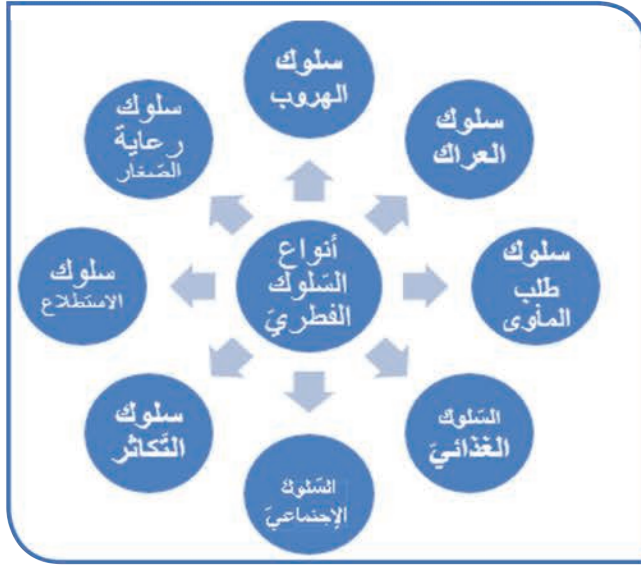 سلوك
الهروب
سلوك
العراك
سلوك
طلب
المأوى
السّلوك
الغذائيّ
السّلوك
الإجتماعيّ
سلوك
التّكاثر
سلوك
الاستطلاع
سلوك
رعاية
الصّغار
أنواع
السّلوك
الفطريّ